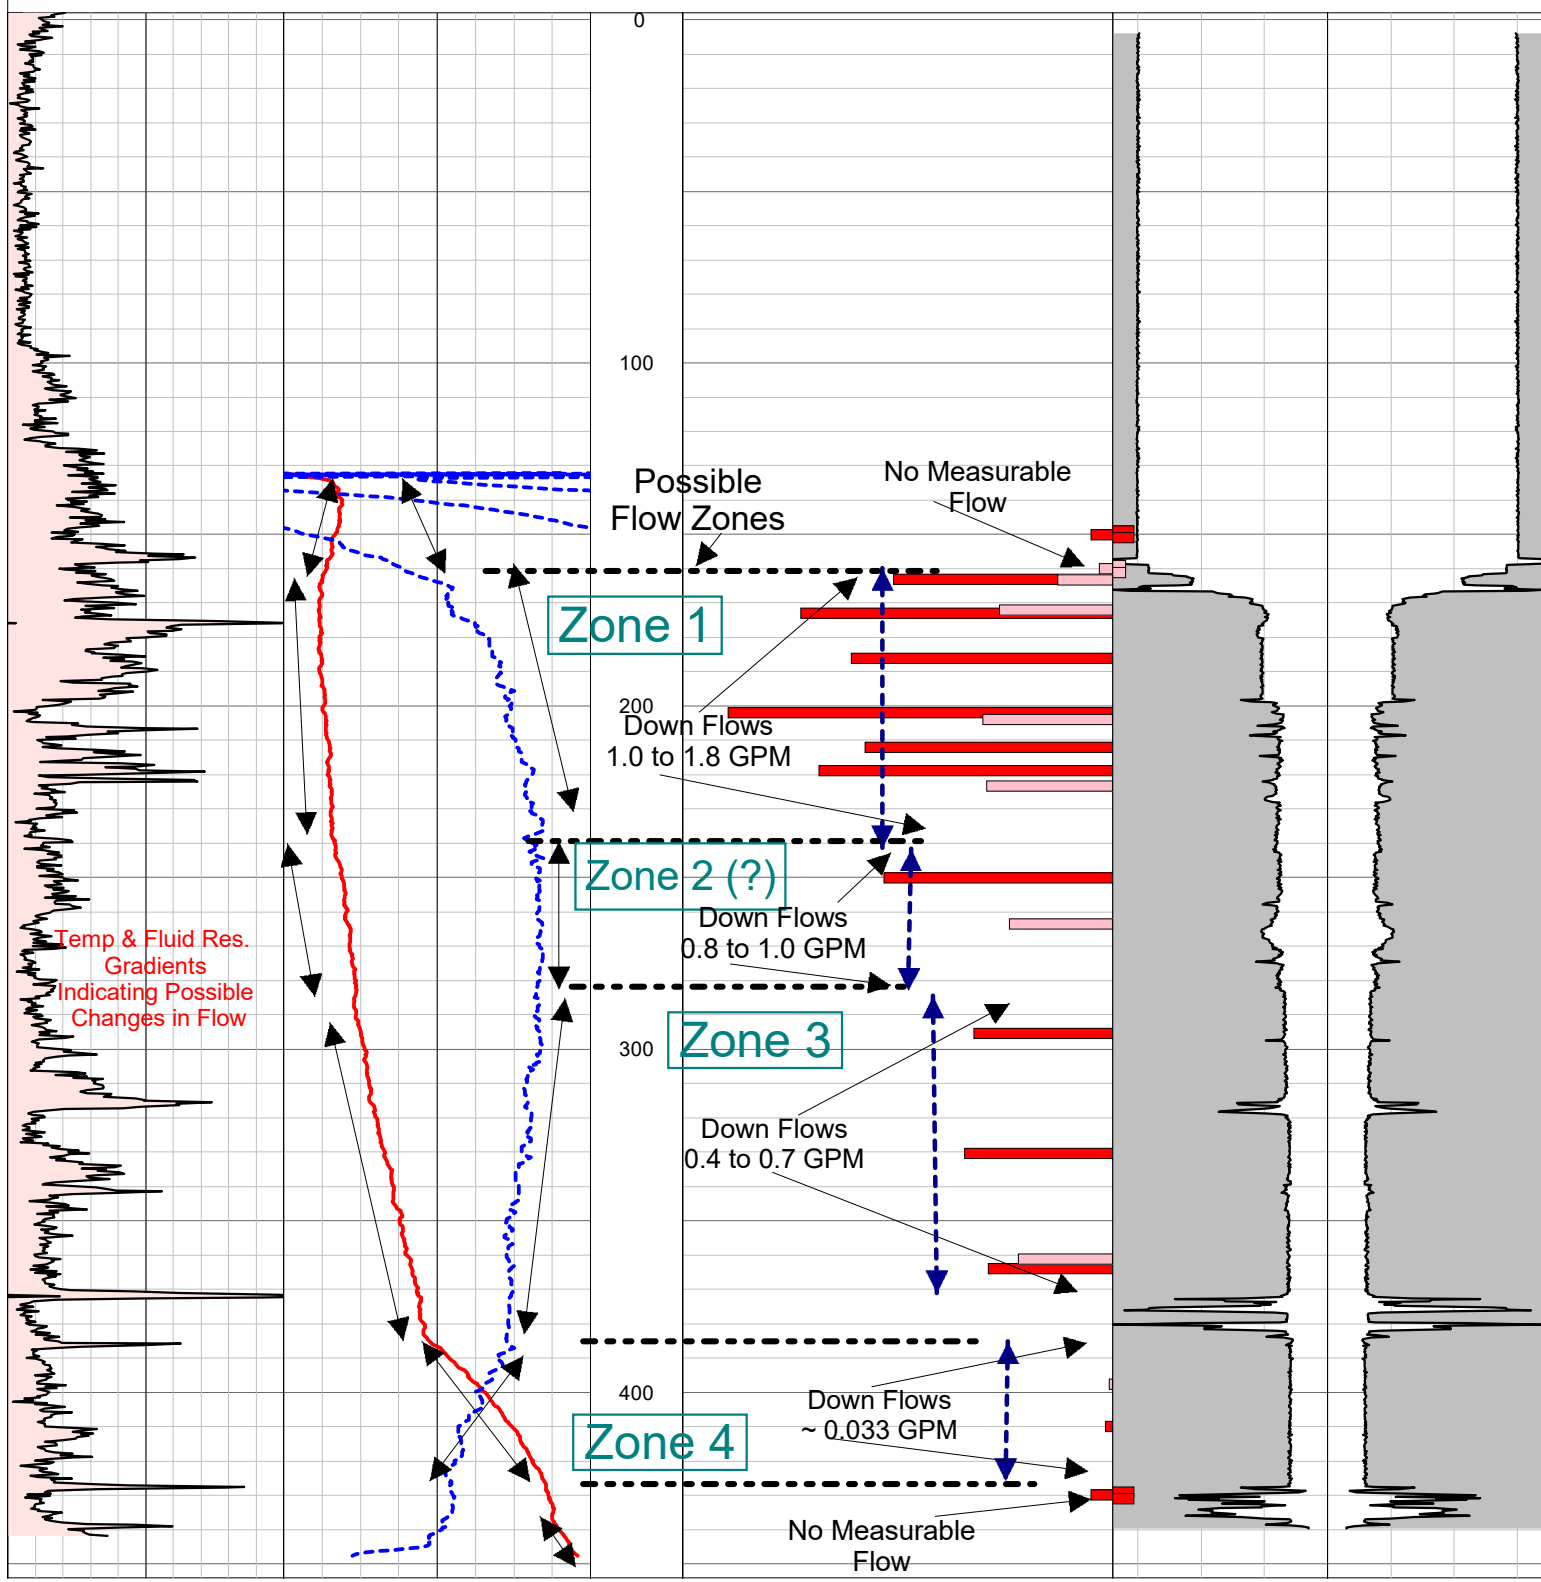 0
100
Possible
Flow Zones
No Measurable
Flow
Zone 1
200
Down Flows
1.0 to 1.8 GPM
Zone 2 (?)
Down Flows
0.8 to 1.0 GPM
Temp & Fluid Res.
Gradients
Indicating Possible
Changes in Flow
300
Zone 3
Down Flows
0.4 to 0.7 GPM
400
Down Flows
~ 0.033 GPM
Zone 4
No Measurable
Flow